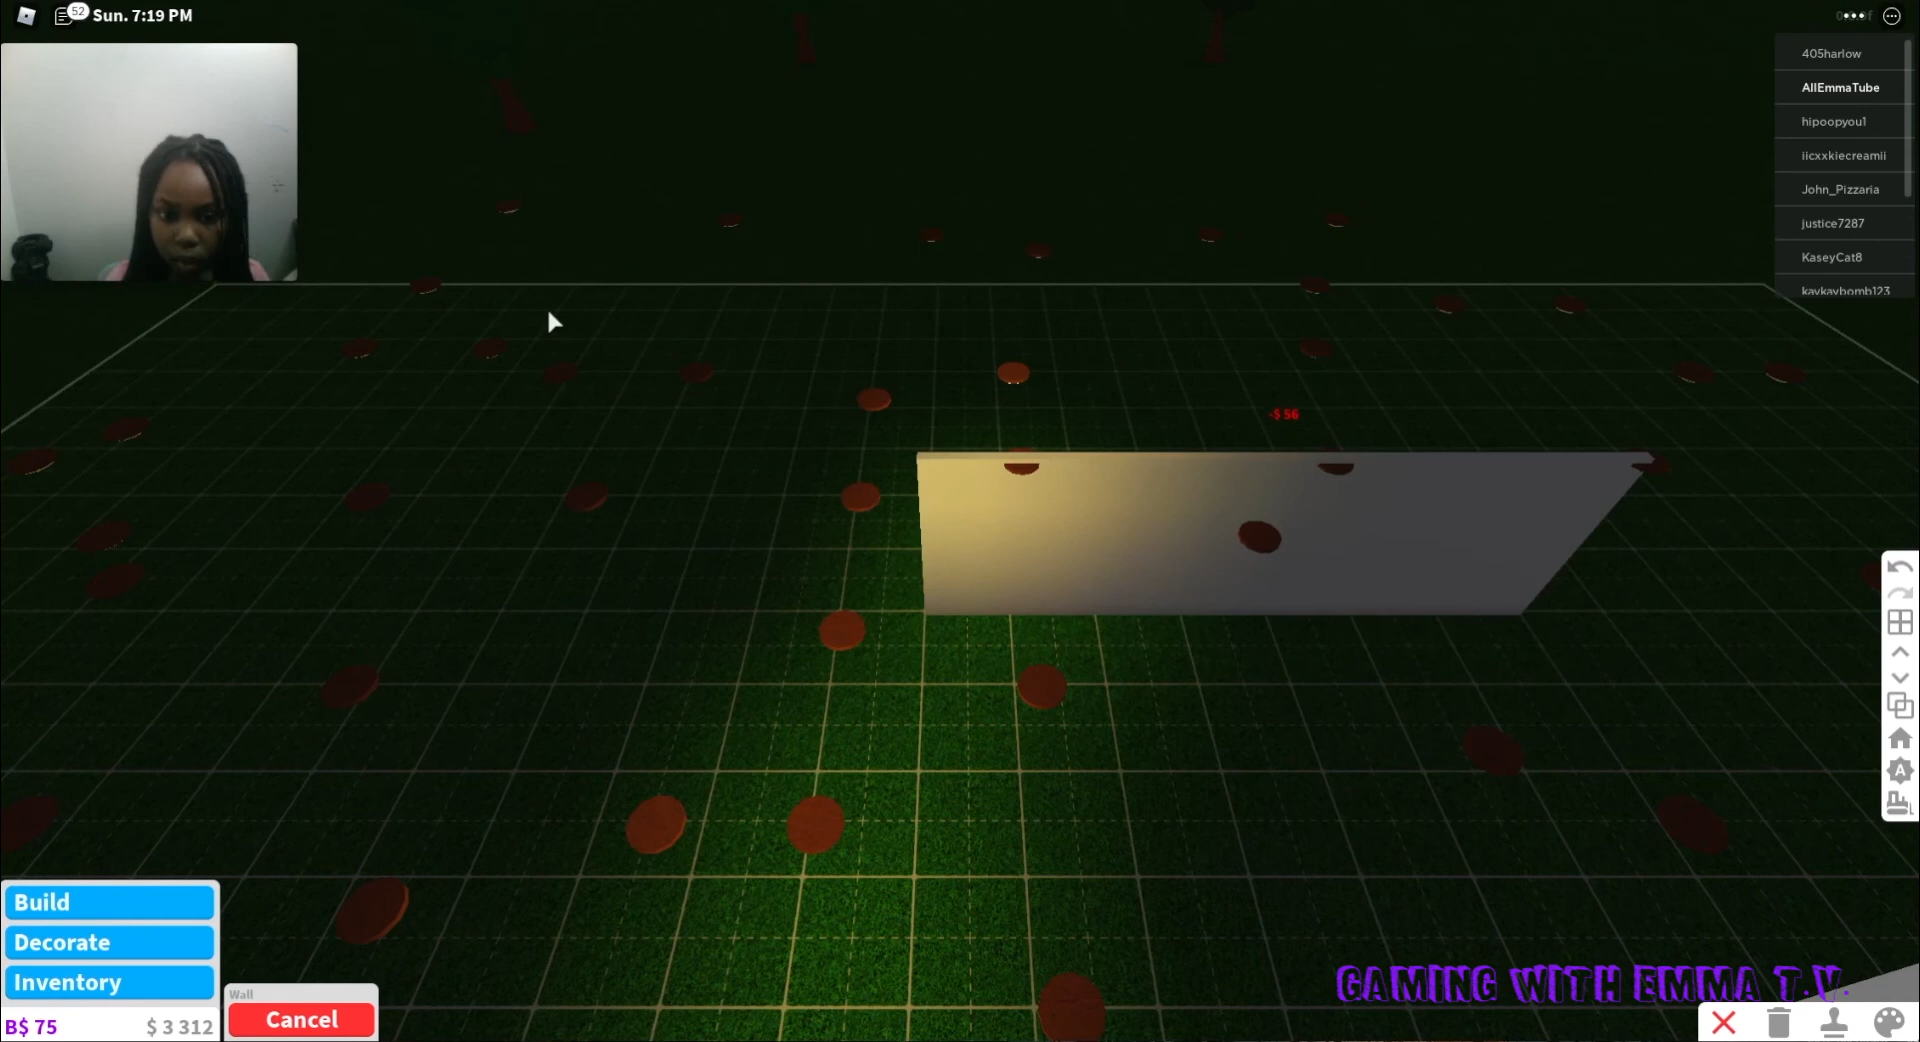 52
Sun. 7:19 PM
405harlow
AllEmmaTube
hipoopyou1
iicxxkiecreamii
John_Pizzaria
justice7287
KaseyCat8
kaykaybomb123
-$ 56
Build
Decorate
Inventory
B$ 75
$ 3 312
Wall
Cancel
A
GAMING WITH EMMA T.V.